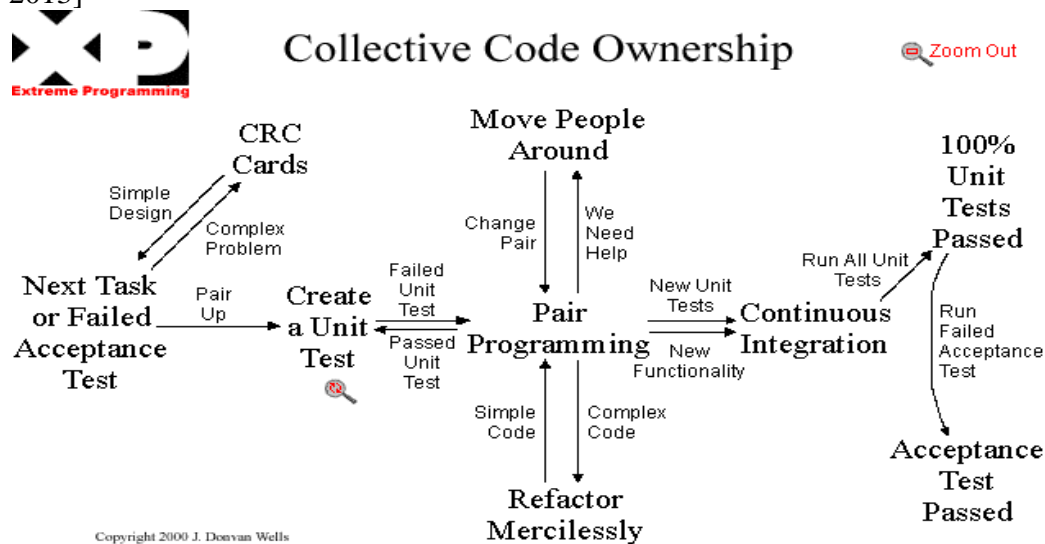 2013]
XP
Extreme Programming
Collective Code Ownership
Zoom Out
CRC
Cards
Simple
Design
Complex
Problem
Next Task
or Failed
Acceptance
Test
Pair
Up
Create
a Unit
Test
Failed
Unit
Test
Passed
Unit
Test
Move People
Around
Change
Pair
We
Need
Help
Pair
Programming
Simple
Code
Complex
Code
Refactor
Mercilessly
New Unit
Tests
New
Functionality
Continuous
Integration
Run All Unit
Tests
100%
Unit
Tests
Passed
Run
Failed
Acceptance
Test
Acceptance
Test
Passed
Copyright 2000 J. Donvan Wells